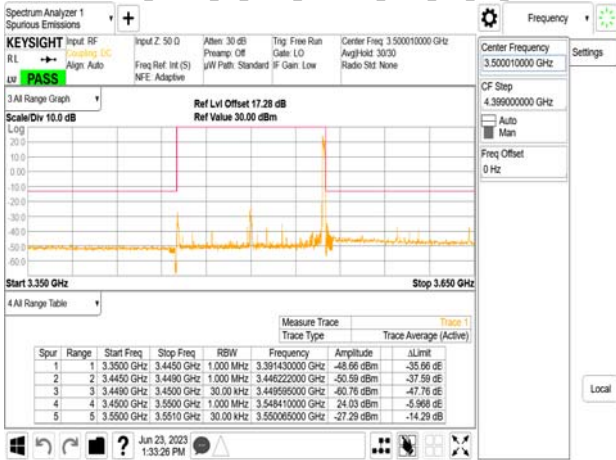 Spectrum Analyzer 1
Spurious Emissions
Frequency
KEYSIGHT
RL
PASS
Input: RF
Coupling: DC
Align: Auto
Input Z: 50 Ω
Freq Ref: Int (S)
NFE: Adaptive
Atten: 30 dB
Preamp: Off
µW Path: Standard
Trig: Free Run
Gate: LO
IF Gain: Low
Center Freq: 3.500010000 GHz
Avg|Hold: 30/30
Radio Std: None
Center Frequency
3.500010000 GHz
Settings
CF Step
4.399000000 GHz
Auto
Man
Freq Offset
0 Hz
3 All Range Graph
Scale/Div 10.0 dB
Ref Lvl Offset 17.28 dB
Ref Value 30.00 dBm
Log
20.0
10.0
0.00
-10.0
-20.0
-30.0
-40.0
-50.0
-60.0
Start 3.350 GHz
Stop 3.650 GHz
4 All Range Table
Measure Trace Trace 1
Trace Type Trace Average (Active)
Spur Range Start Freq Stop Freq RBW Frequency Amplitude ΔLimit
1 1 3.3500 GHz 3.4450 GHz 1.000 MHz 3.391430000 GHz -48.66 dBm -35.66 dB
2 2 3.4450 GHz 3.4490 GHz 1.000 MHz 3.446222000 GHz -50.59 dBm -37.59 dB
3 3 3.4490 GHz 3.4500 GHz 30.00 kHz 3.449595000 GHz -60.76 dBm -47.76 dB
4 4 3.4500 GHz 3.5500 GHz 1.000 MHz 3.548410000 GHz 24.03 dBm -5.968 dB
5 5 3.5500 GHz 3.5510 GHz 30.00 kHz 3.550065000 GHz -27.29 dBm -14.29 dB
Local
Jun 23, 2023
1:33:26 PM